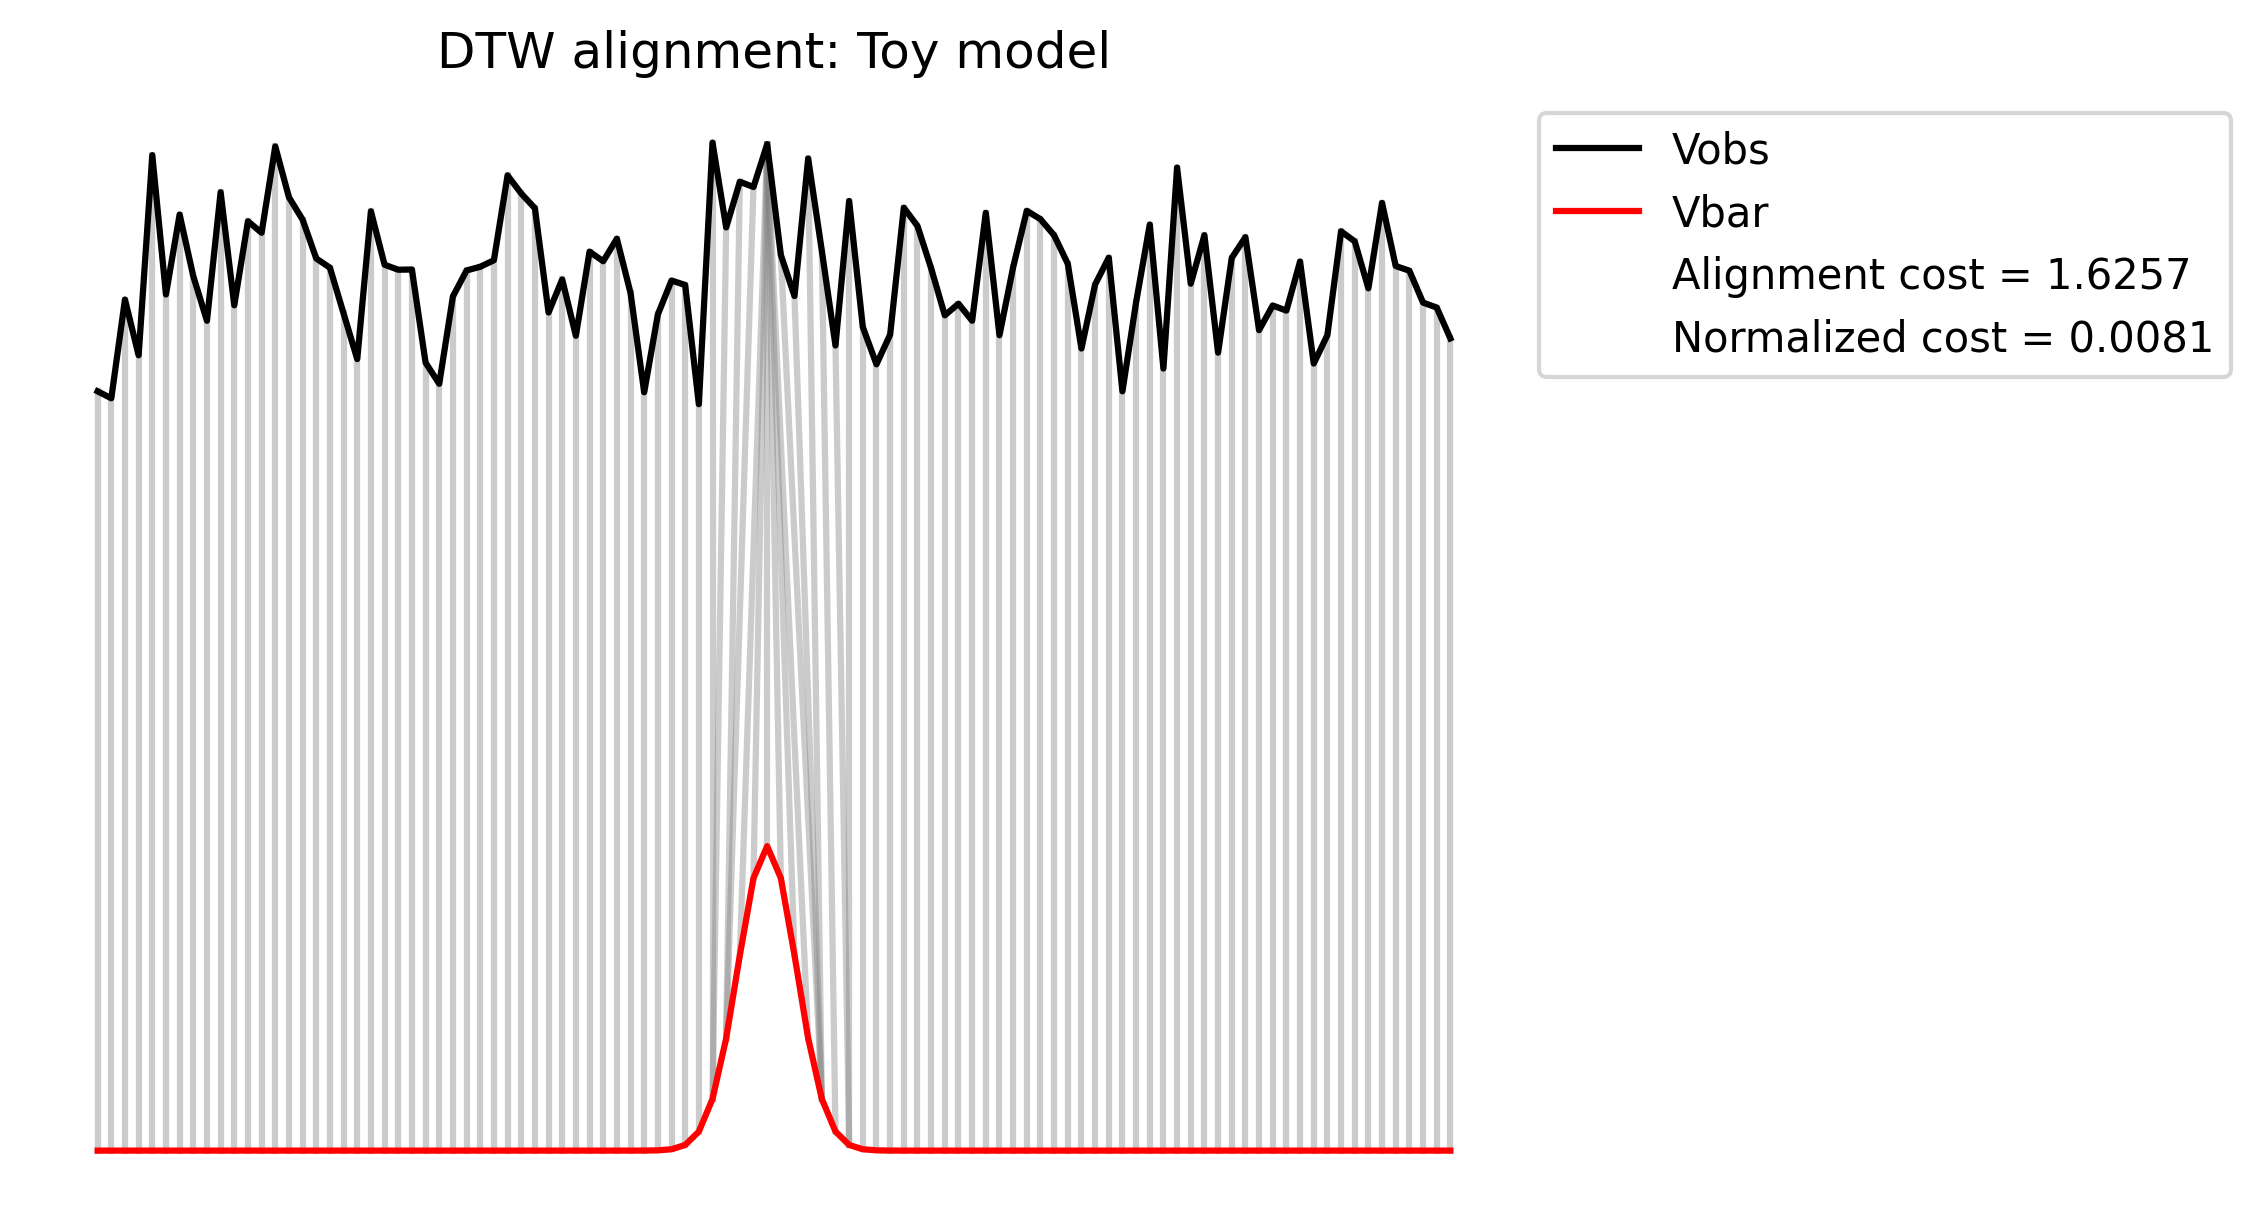 DTW alignment: Toy model
Vobs
Vbar
Alignment cost = 1.6257
Normalized cost = 0.0081